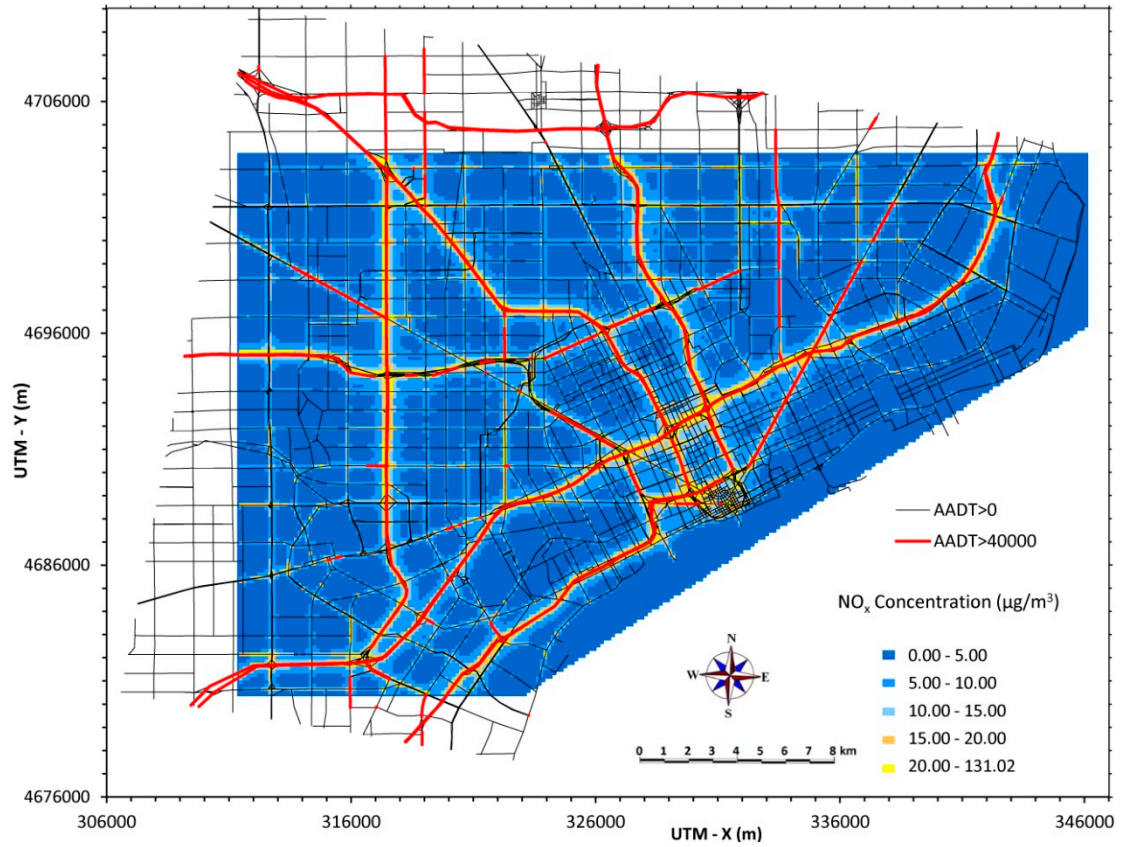 4706000
4696000
4686000
4676000
UTM - Y (m)
306000
316000
326000
336000
346000
UTM - X (m)
AADT>0
AADT>40000
NOx Concentration (µg/m³)
0.00 - 5.00
5.00 - 10.00
10.00 - 15.00
15.00 - 20.00
20.00 - 131.02
N
W
E
S
0 1 2 3 4 5 6 7 8 km